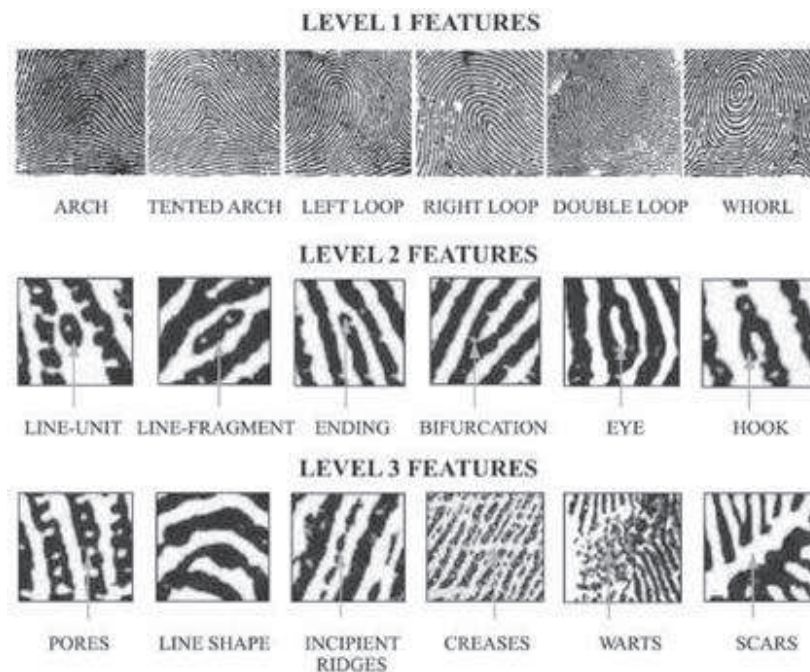 LEVEL 1 FEATURES
ARCH TENTED ARCH LEFT LOOP RIGHT LOOP DOUBLE LOOP WHORL
LEVEL 2 FEATURES
LINE-UNIT LINE-FRAGMENT ENDING BIFURCATION EYE HOOK
LEVEL 3 FEATURES
PORES LINE SHAPE INCIPIENT CREASES WARTS SCARS
RIDGES